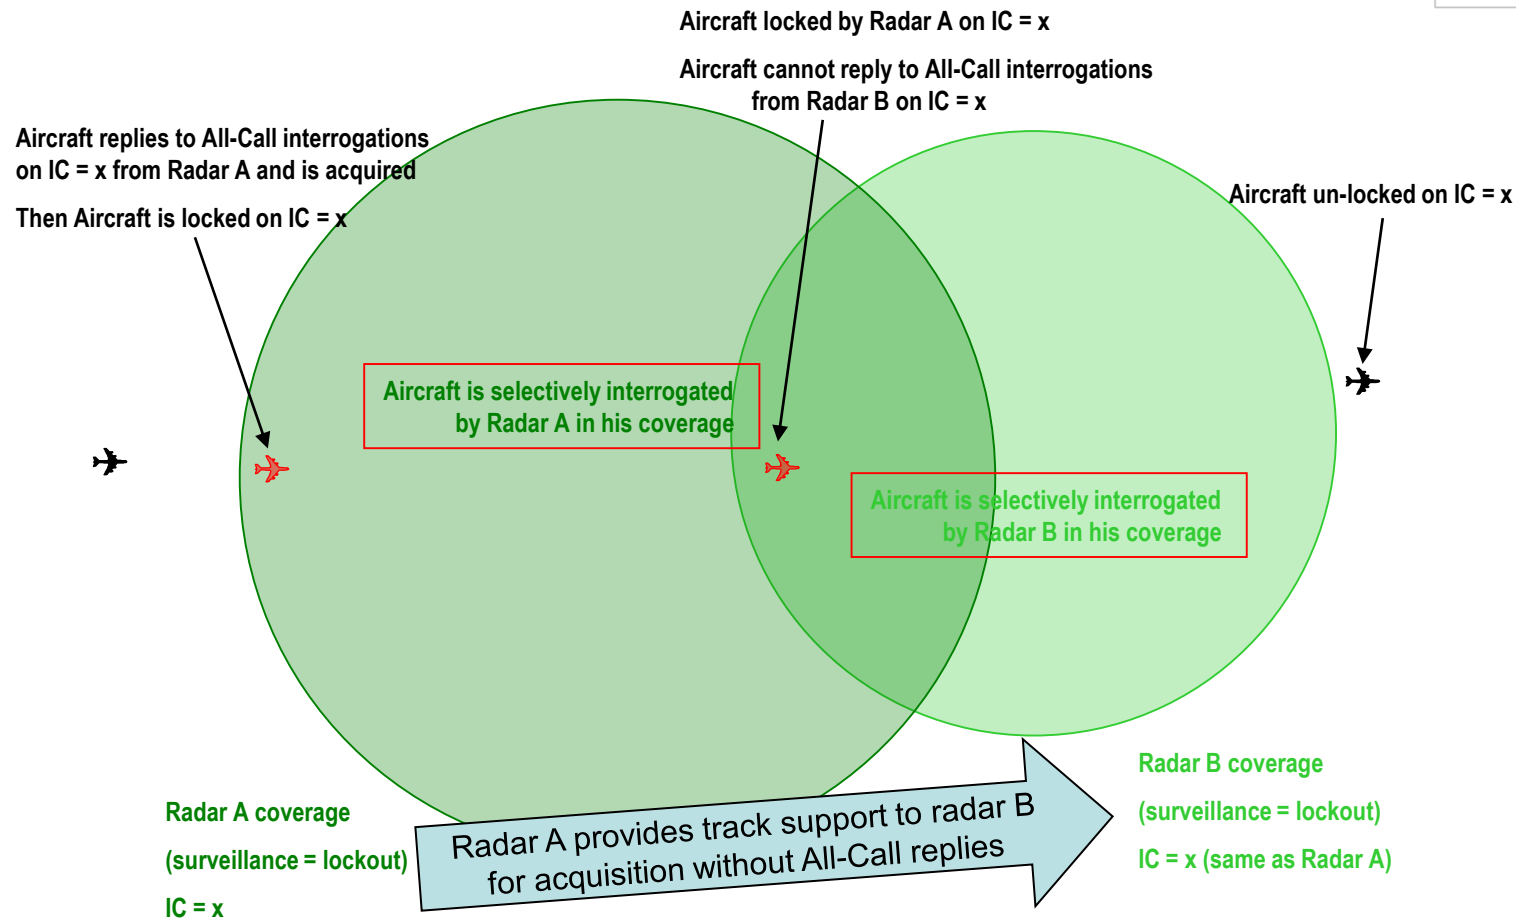 Aircraft locked by Radar A on IC = x
Aircraft cannot reply to All-Call interrogations
from Radar B on IC = x
Aircraft replies to All-Call interrogations
on IC = x from Radar A and is acquired
Then Aircraft is locked on IC = x
Aircraft un-locked on IC = x
Aircraft is selectively interrogated
by Radar A in his coverage
Aircraft is selectively interrogated
by Radar B in his coverage
Radar A coverage
(surveillance = lockout)
IC = x
Radar A provides track support to radar B
for acquisition without All-Call replies
Radar B coverage
(surveillance = lockout)
IC = x (same as Radar A)